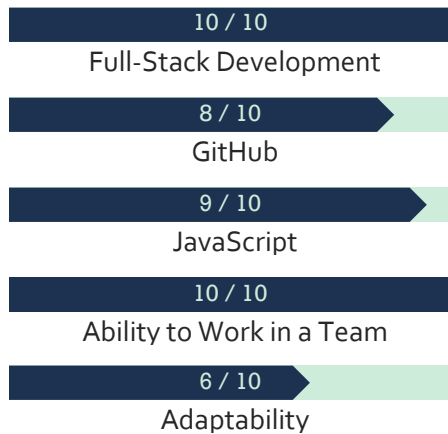 10 / 10
Full-Stack Development
8 / 10
GitHub
9 / 10
JavaScript
10 / 10
Ability to Work in a Team
6 / 10
Adaptability